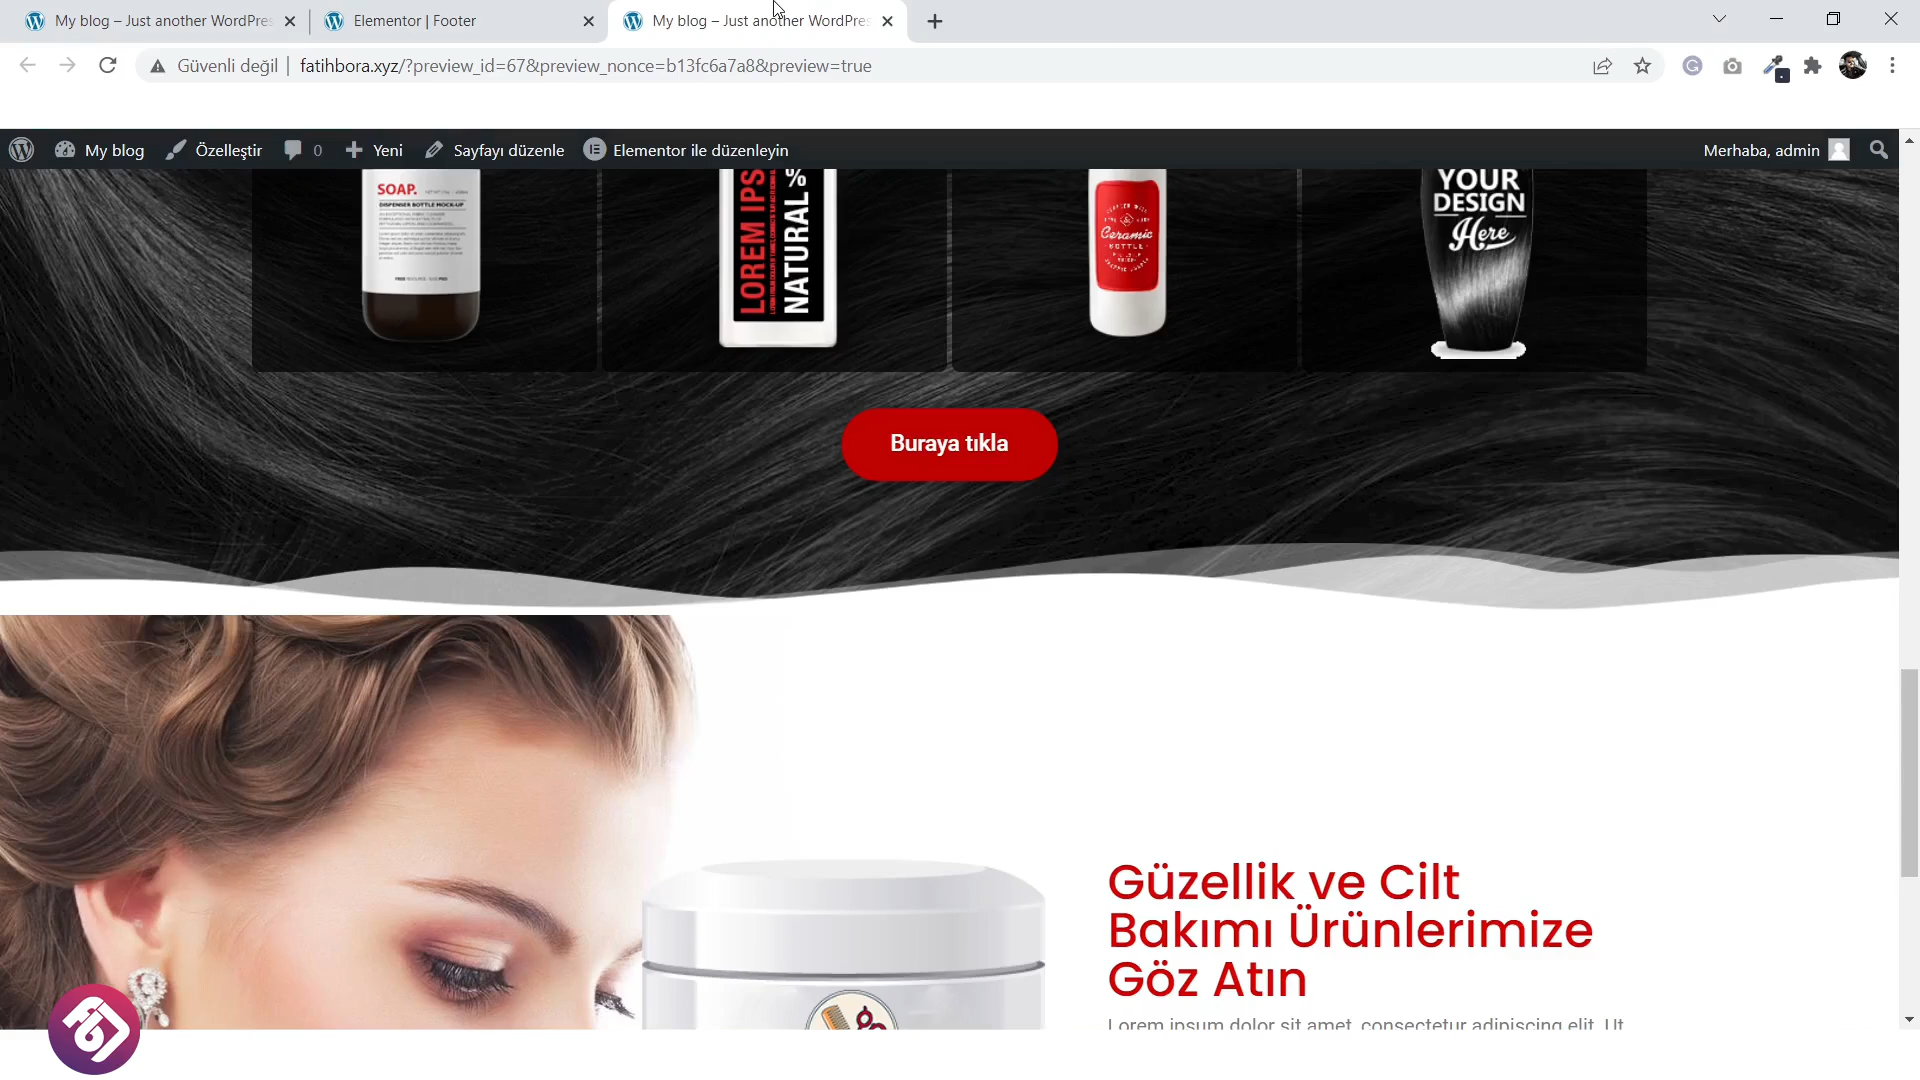 My blog – Just another WordPres
Elementor | Footer
My blog – Just another WordPres
Güvenli değil
fatihbora.xyz/?preview_id=67&preview_nonce=b13fc6a7a8&preview=true
My blog
Özelleştir
0
Yeni
Sayfayı düzenle
Elementor ile düzenleyin
Merhaba, admin
SOAP.
DISPENSER BOTTLE MOCK-UP
LOREM IPS
NATURAL %
Ceramic
BOTTLE
YOUR
DESIGN
Here
Buraya tıkla
Güzellik ve Cilt
Bakımı Ürünlerimize
Göz Atın
Lorem ipsum dolor sit amet, consectetur adipiscing elit. Ut